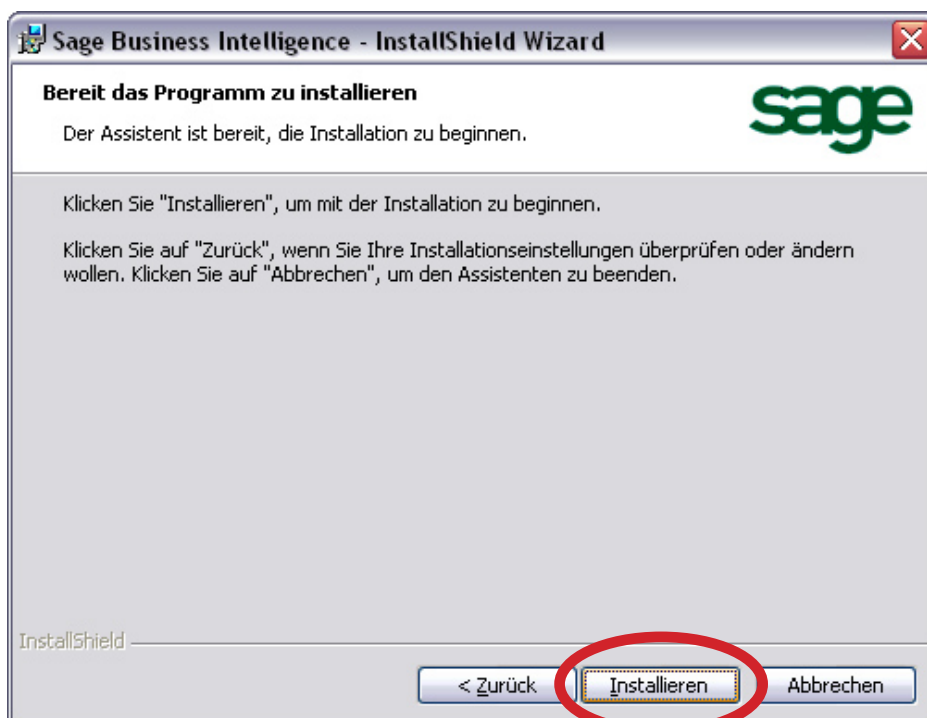 Sage Business Intelligence - InstallShield Wizard
Bereit das Programm zu installieren
Der Assistent ist bereit, die Installation zu beginnen.
sage
Klicken Sie "Installieren", um mit der Installation zu beginnen.
Klicken Sie auf "Zurück", wenn Sie Ihre Installationseinstellungen überprüfen oder ändern
wollen. Klicken Sie auf "Abbrechen", um den Assistenten zu beenden.
InstallShield
< Zurück Installieren Abbrechen